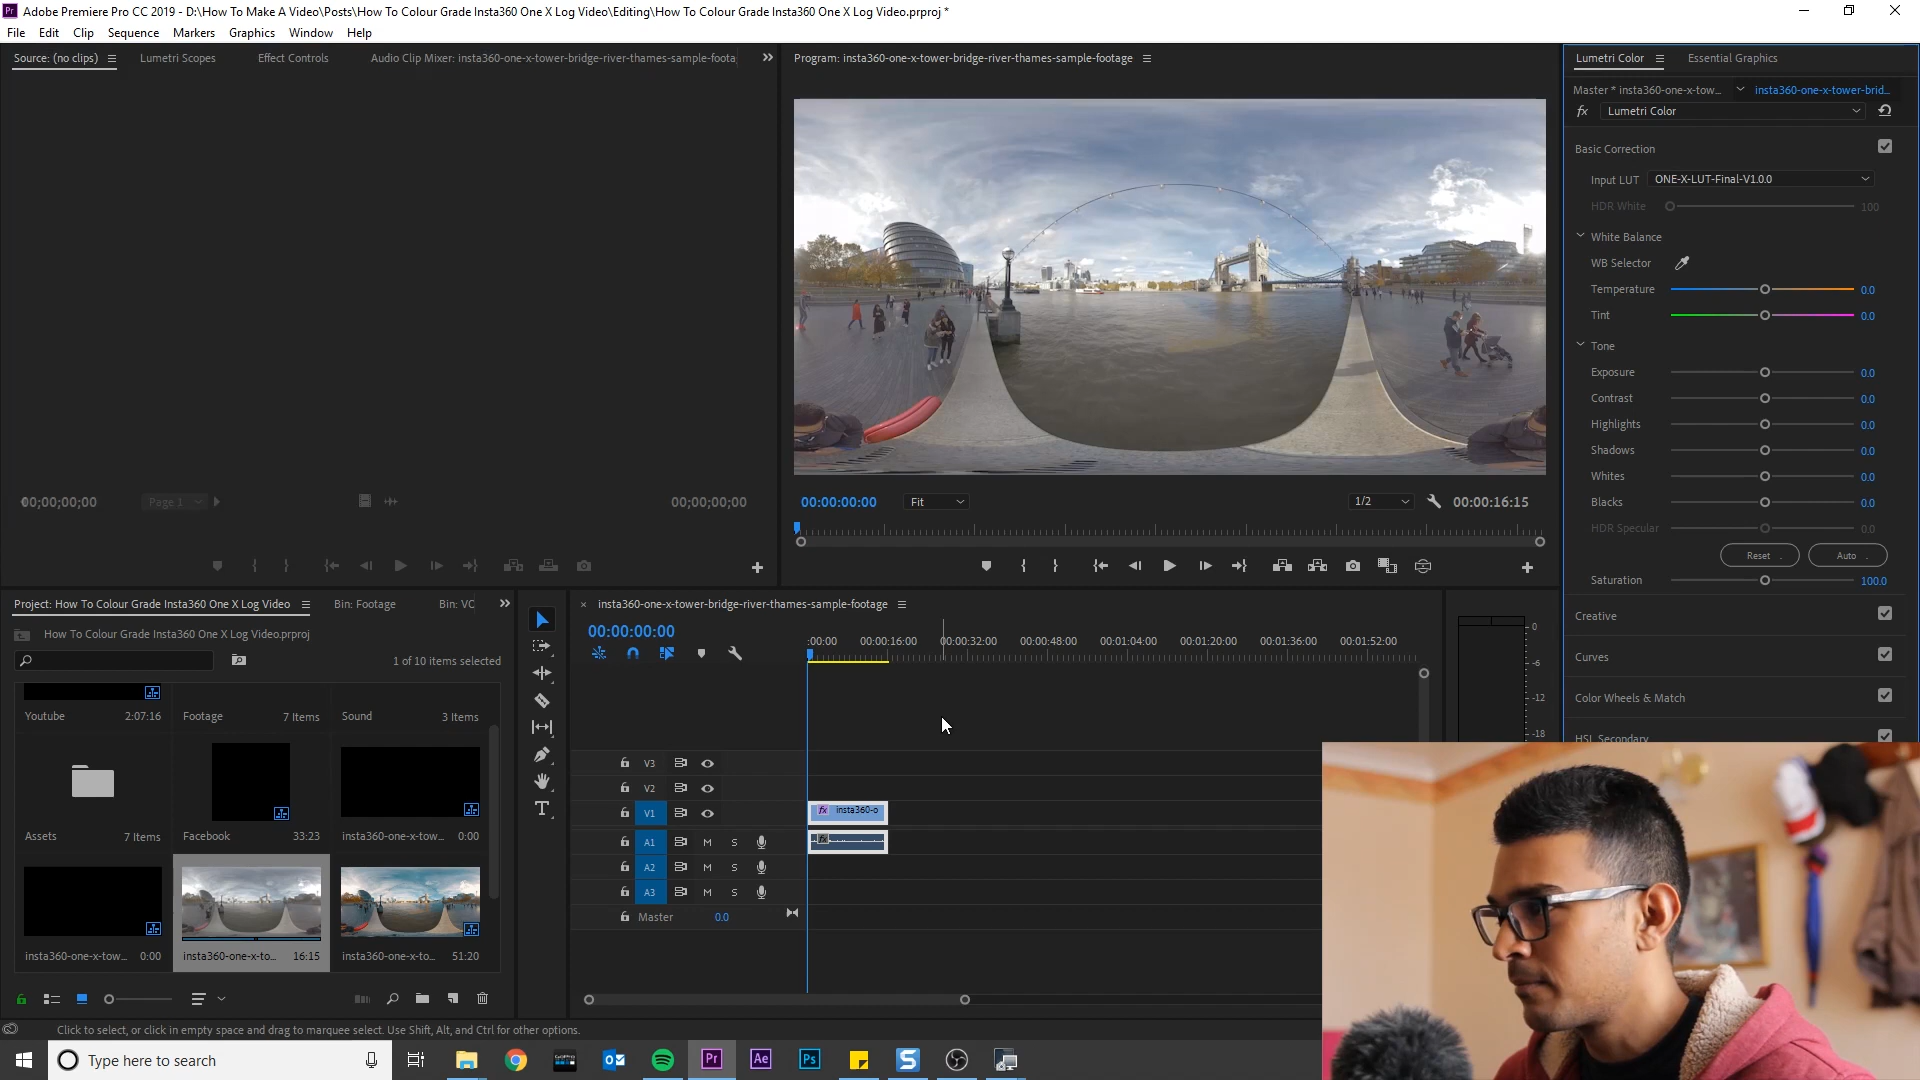 Adobe Premiere Pro CC 2019 - D:\How To Make A Video\Posts\How To Colour Grade Insta360 One X Log Video\Editing\How To Colour Grade Insta360 One X Log Video.prproj *
File Edit Clip Sequence Markers Graphics Window Help
Source: (no clips) Lumetri Scopes Effect Controls Audio Clip Mixer: insta360-one-x-tower-bridge-river-thames-sample-foota
Program: insta360-one-x-tower-bridge-river-thames-sample-footage
Lumetri Color Essential Graphics
Master * insta360-one-x-tow... insta360-one-x-tower-brid...
fx Lumetri Color
Basic Correction
Input LUT ONE-X-LUT-Final-V1.0.0
HDR White 100
White Balance
WB Selector
Temperature 0.0
Tint 0.0
Tone
Exposure 0.0
Contrast 0.0
Highlights 0.0
Shadows 0.0
Whites 0.0
Blacks 0.0
HDR Specular 0.0
Reset Auto
Saturation 100.0
Creative
Curves
Color Wheels & Match
HSL Secondary
00;00;00;00 Page 1 00;00;00;00
00:00:00:00 Fit 1/2 00:00:16:15
Project: How To Colour Grade Insta360 One X Log Video Bin: Footage Bin: VC
How To Colour Grade Insta360 One X Log Video.prproj
1 of 10 items selected
Youtube 2:07:16 Footage 7 Items Sound 3 Items
Assets 7 Items Facebook 33:23 insta360-one-x-tow... 0:00
insta360-one-x-tow... 0:00 insta360-one-x-to... 16:15 insta360-one-x-to... 51:20
insta360-one-x-tower-bridge-river-thames-sample-footage
00:00:00:00
:00:00 00:00:16:00 00:00:32:00 00:00:48:00 00:01:04:00 00:01:20:00 00:01:36:00 00:01:52:00
V3
V2
V1 fx insta360-o
A1 M S
A2 M S
A3 M S
Master 0.0
0
-6
-12
-18
Click to select, or click in empty space and drag to marquee select. Use Shift, Alt, and Ctrl for other options.
Type here to search
GoPro
Pr Ae Ps